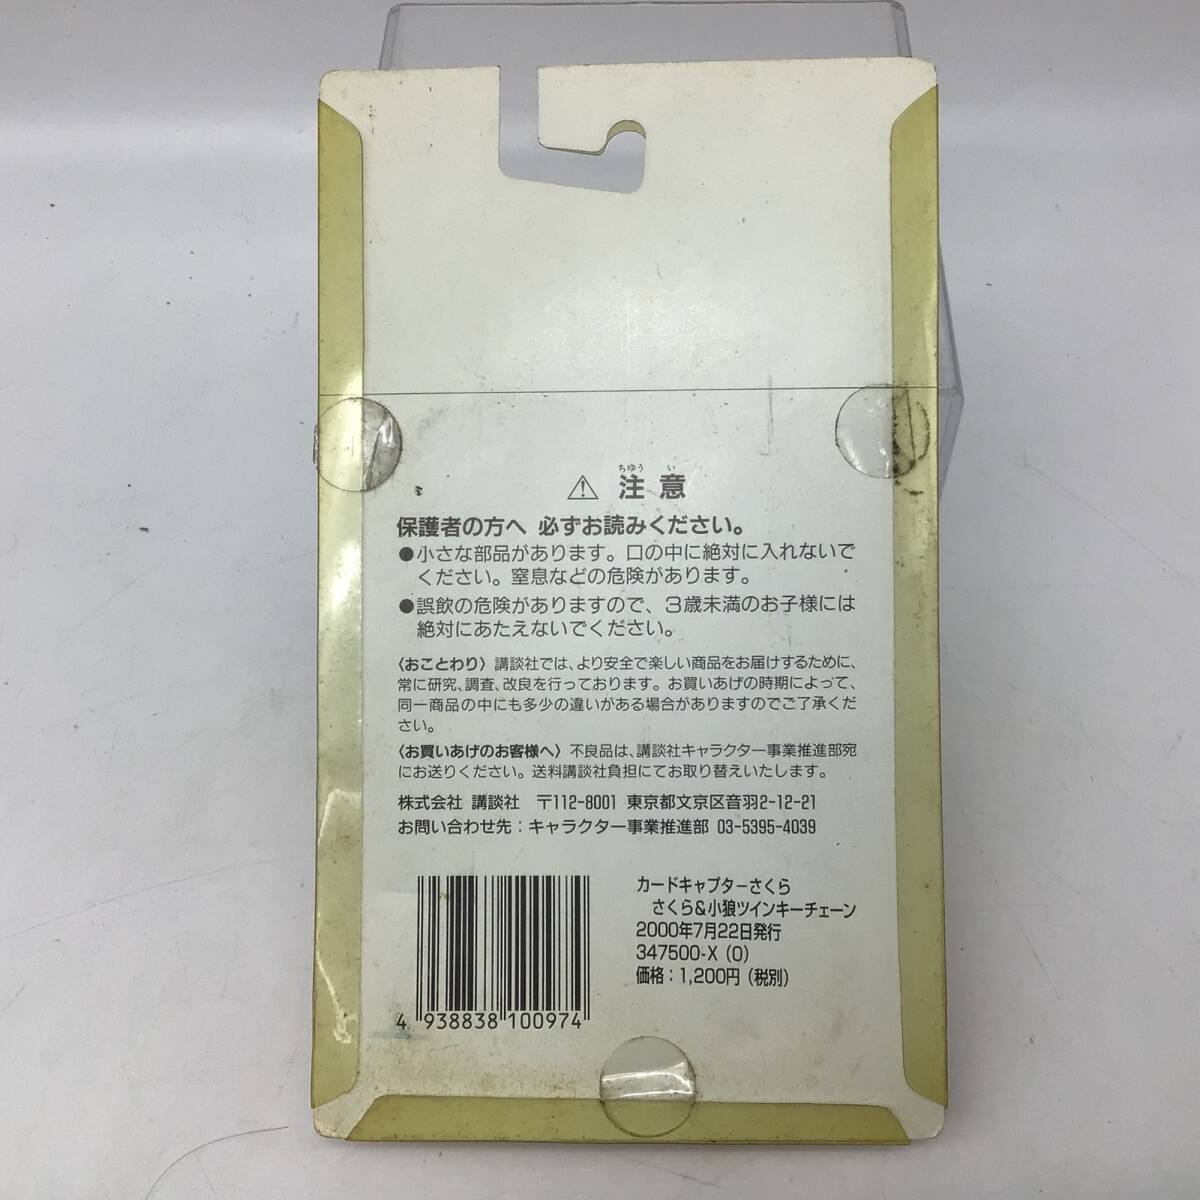 ちゆう い
⚠ 注意
保護者の方へ 必ずお読みください。
●小さな部品があります。口の中に絶対に入れないで
ください。窒息などの危険があります。
●誤飲の危険がありますので、3歳未満のお子様には
絶対にあたえないでください。
〈おことわり〉講談社では、より安全で楽しい商品をお届けするために、
常に研究、調査、改良を行っております。お買いあげの時期によって、
同一商品の中にも多少の違いがある場合がありますのでご了承くだ
さい。
〈お買いあげのお客様へ〉不良品は、講談社キャラクター事業推進部宛
にお送りください。送料講談社負担にてお取り替えいたします。
株式会社 講談社 〒112-8001 東京都文京区音羽2-12-21
お問い合わせ先：キャラクター事業推進部 03-5395-4039
カードキャプターさくら
さくら&小狼ツインキーチェーン
2000年7月22日発行
347500-X (0)
価格：1,200円（税別）
4 938838 100974